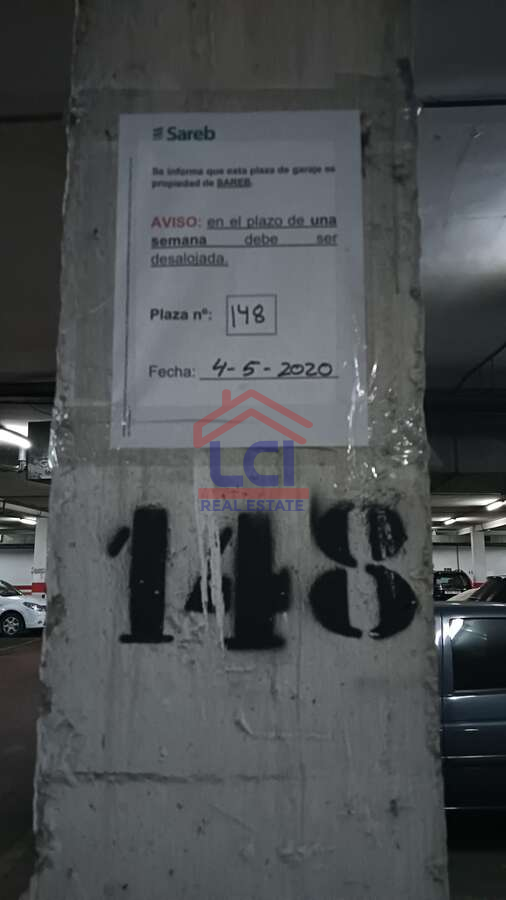 Sareb
Se informa que esta plaza de garaje es
propiedad de SAREB.
AVISO: en el plazo de una
semana debe ser
desalojada.
Plaza nº: 148
Fecha: 4-5-2020
LCI
REAL ESTATE
148